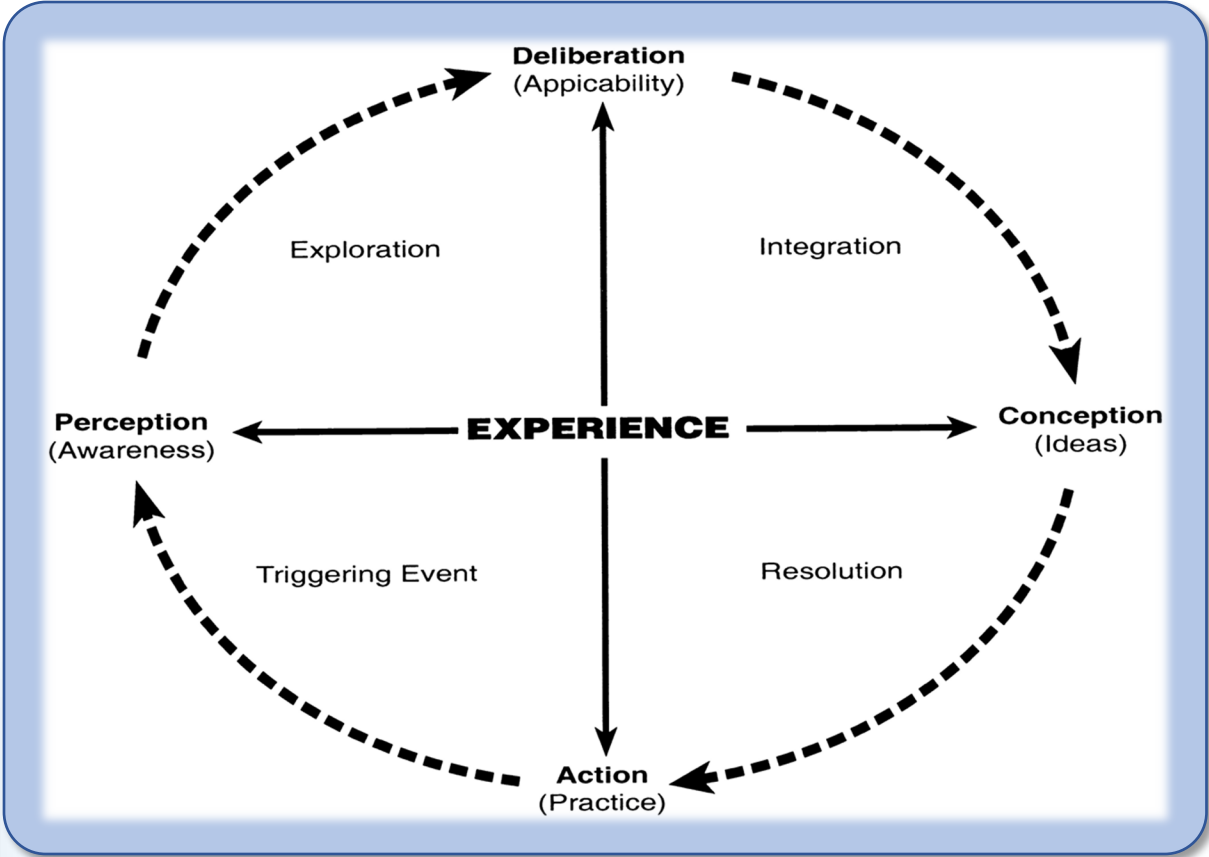 Deliberation
(Appicability)
Exploration
Integration
Perception
(Awareness)
EXPERIENCE
Conception
(Ideas)
Triggering Event
Resolution
Action
(Practice)